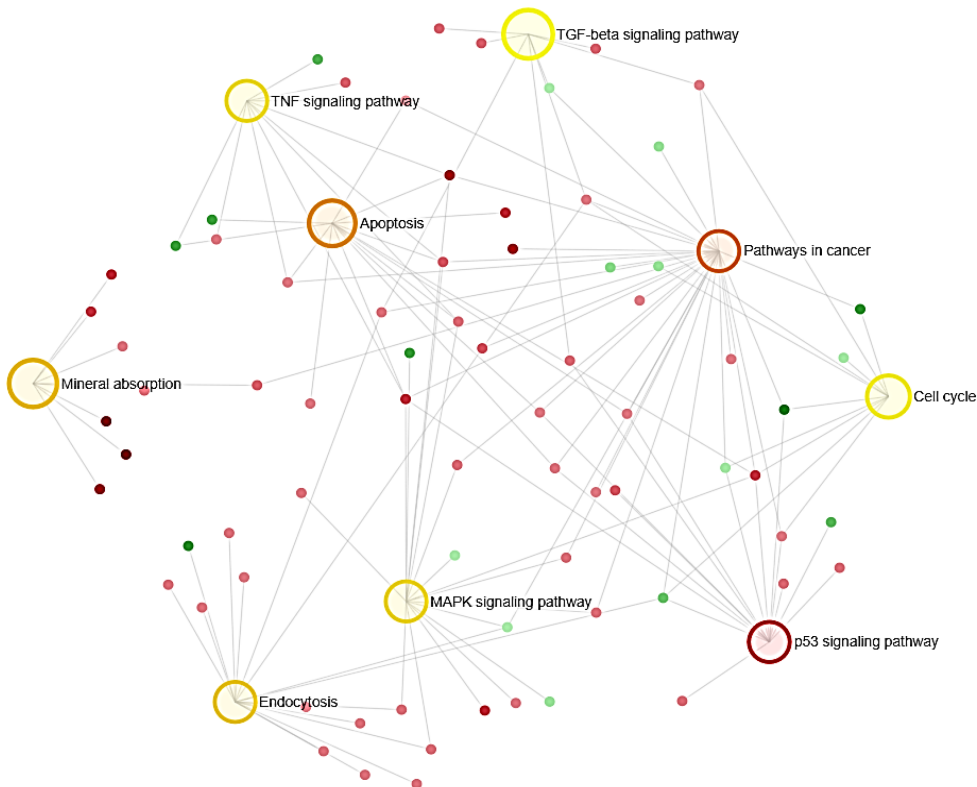 TGF-beta signaling pathway
TNF signaling pathway
Apoptosis
Pathways in cancer
Mineral absorption
Cell cycle
MAPK signaling pathway
p53 signaling pathway
Endocytosis